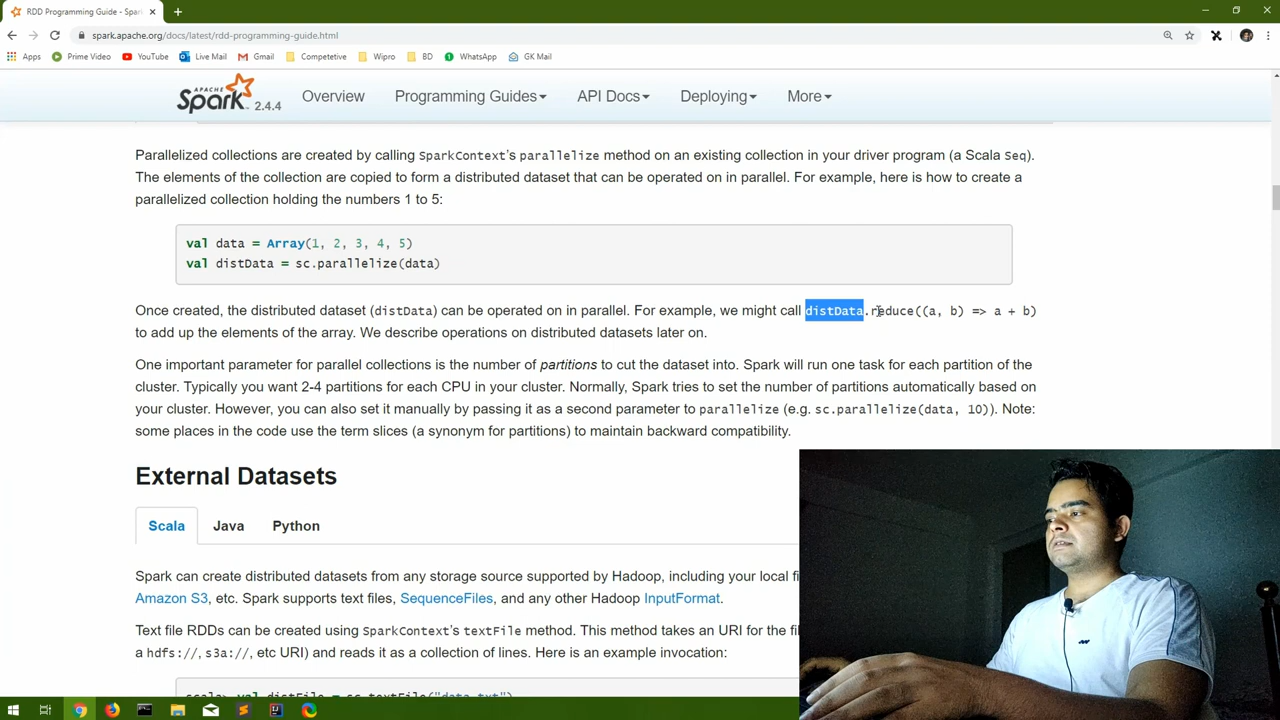 RDD Programming Guide - Spark
spark.apache.org/docs/latest/rdd-programming-guide.html
Apps Prime Video YouTube Live Mail Gmail Competetive Wipro BD WhatsApp GK Mail
APACHE Spark 2.4.4 Overview Programming Guides API Docs Deploying More
Parallelized collections are created by calling SparkContext's parallelize method on an existing collection in your driver program (a Scala Seq).
The elements of the collection are copied to form a distributed dataset that can be operated on in parallel. For example, here is how to create a
parallelized collection holding the numbers 1 to 5:
val data = Array(1, 2, 3, 4, 5)
val distData = sc.parallelize(data)
Once created, the distributed dataset (distData) can be operated on in parallel. For example, we might call distData.reduce((a, b) => a + b)
to add up the elements of the array. We describe operations on distributed datasets later on.
One important parameter for parallel collections is the number of partitions to cut the dataset into. Spark will run one task for each partition of the
cluster. Typically you want 2-4 partitions for each CPU in your cluster. Normally, Spark tries to set the number of partitions automatically based on
your cluster. However, you can also set it manually by passing it as a second parameter to parallelize (e.g. sc.parallelize(data, 10)). Note:
some places in the code use the term slices (a synonym for partitions) to maintain backward compatibility.
External Datasets
Scala Java Python
Spark can create distributed datasets from any storage source supported by Hadoop, including your local fi
Amazon S3, etc. Spark supports text files, SequenceFiles, and any other Hadoop InputFormat.
Text file RDDs can be created using SparkContext's textFile method. This method takes an URI for the fil
a hdfs://, s3a://, etc URI) and reads it as a collection of lines. Here is an example invocation:
scala> val distFile = sc.textFile("data.txt")